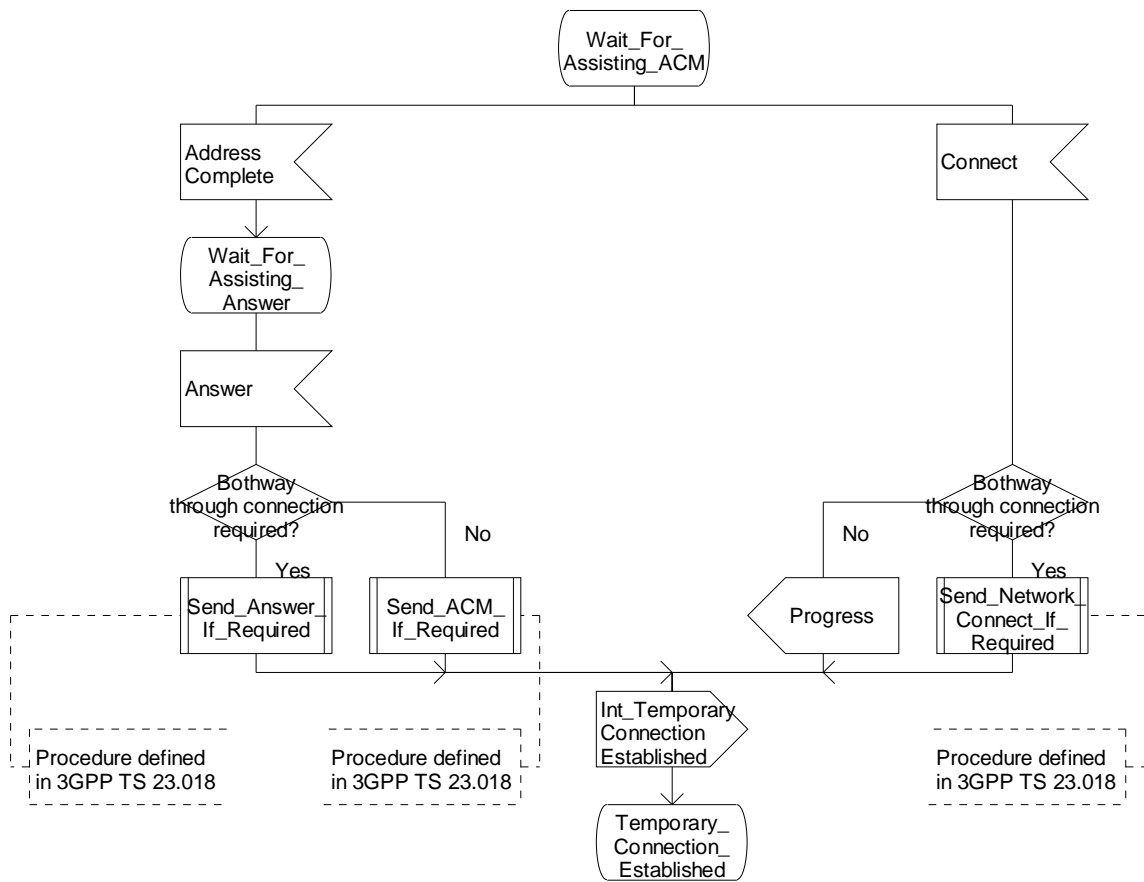 Wait_For_
Assisting_ACM
Address
Complete
Connect
Wait_For_
Assisting_
Answer
Answer
Bothway
through connection
required?
Bothway
through connection
required?
No
No
Yes
Yes
Send_Answer_
If_Required
Send_ACM_
If_Required
Progress
Send_Network_
Connect_If_
Required
Int_Temporary
Connection
Established
Procedure defined
in 3GPP TS 23.018
Procedure defined
in 3GPP TS 23.018
Procedure defined
in 3GPP TS 23.018
Temporary_
Connection_
Established